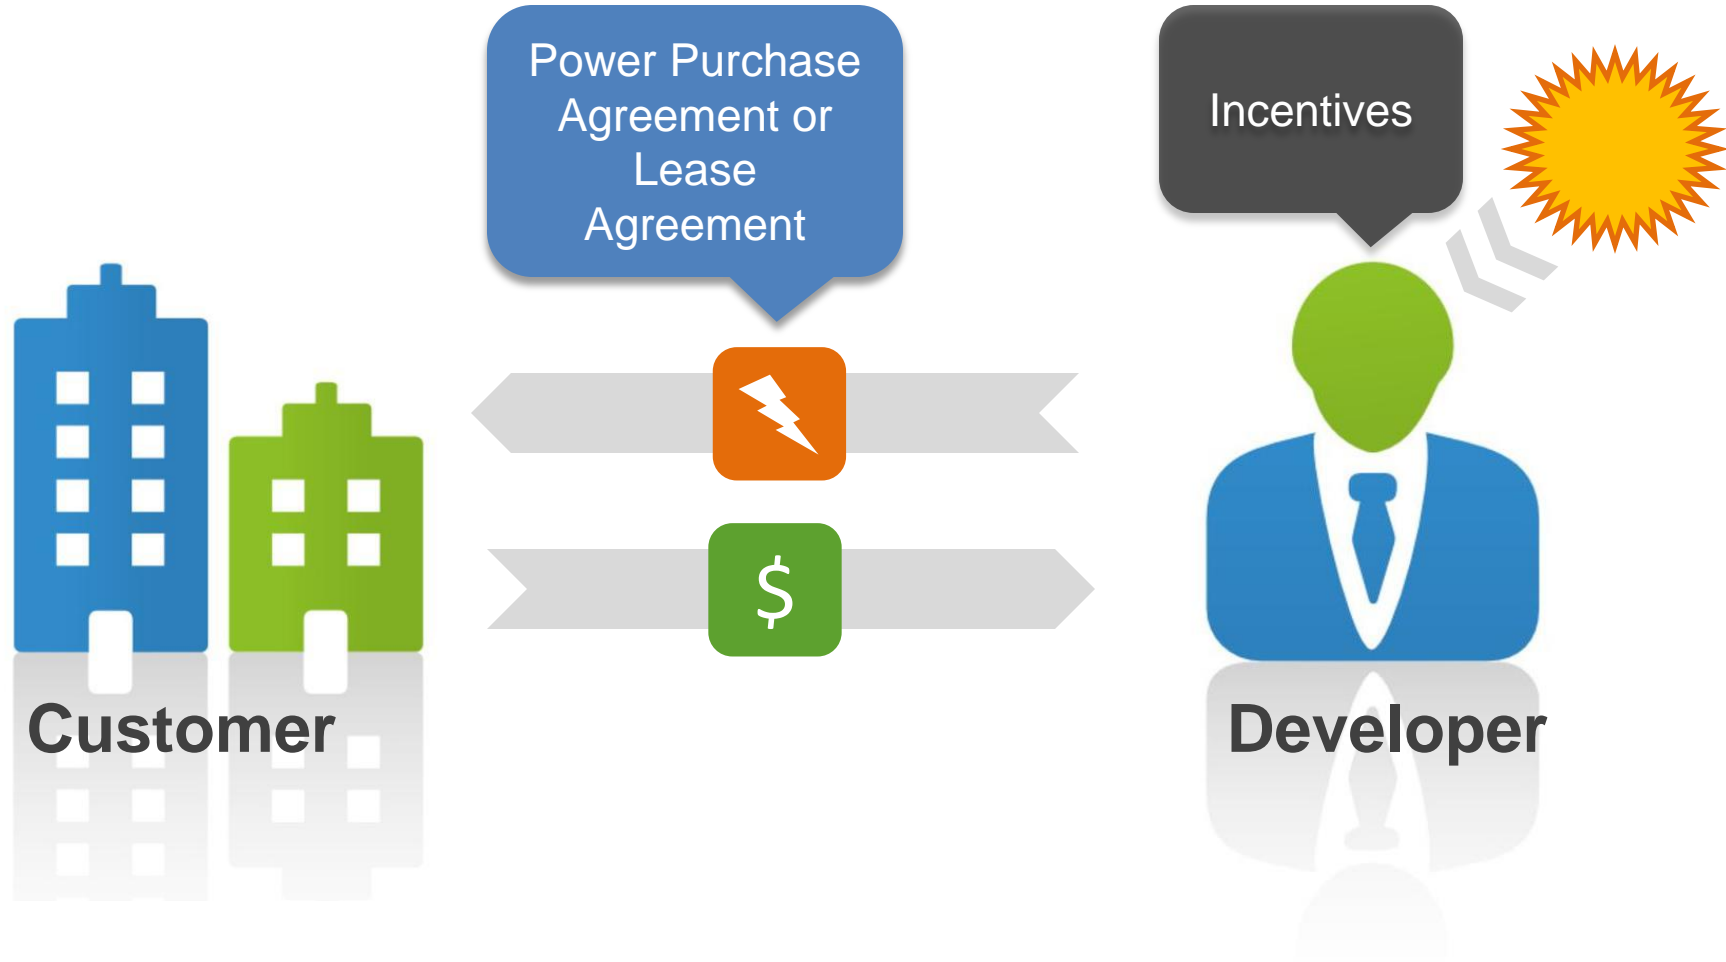 Power Purchase
Agreement or
Lease
Agreement
Incentives
$
Customer
Developer